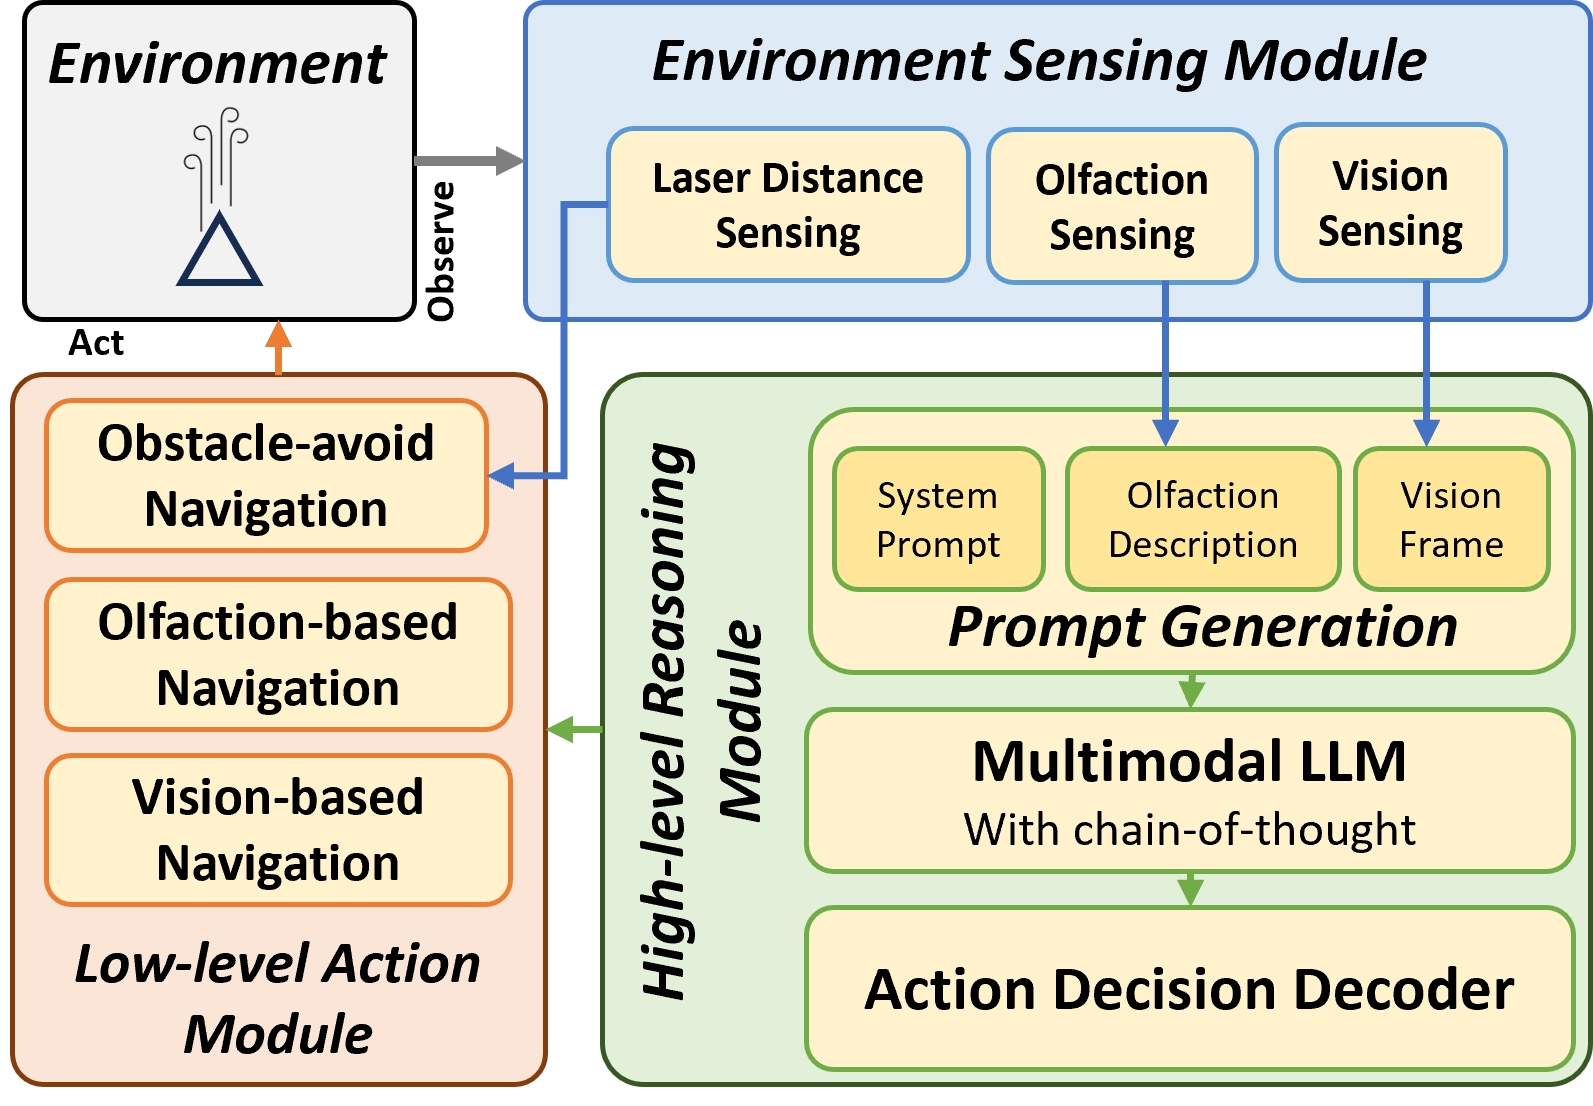 Environment
Observe
Act
Environment Sensing Module
Laser Distance
Sensing
Olfaction
Sensing
Vision
Sensing
Obstacle-avoid
Navigation
Olfaction-based
Navigation
Vision-based
Navigation
Low-level Action
Module
High-level Reasoning
Module
System
Prompt
Olfaction
Description
Vision
Frame
Prompt Generation
Multimodal LLM
With chain-of-thought
Action Decision Decoder